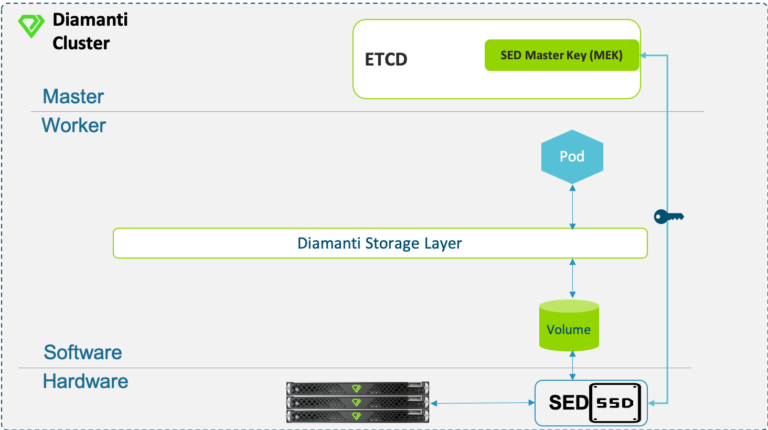 Diamanti
Cluster
ETCD
SED Master Key (MEK)
Master
Worker
Pod
Diamanti Storage Layer
Volume
Software
Hardware
SED
SSD